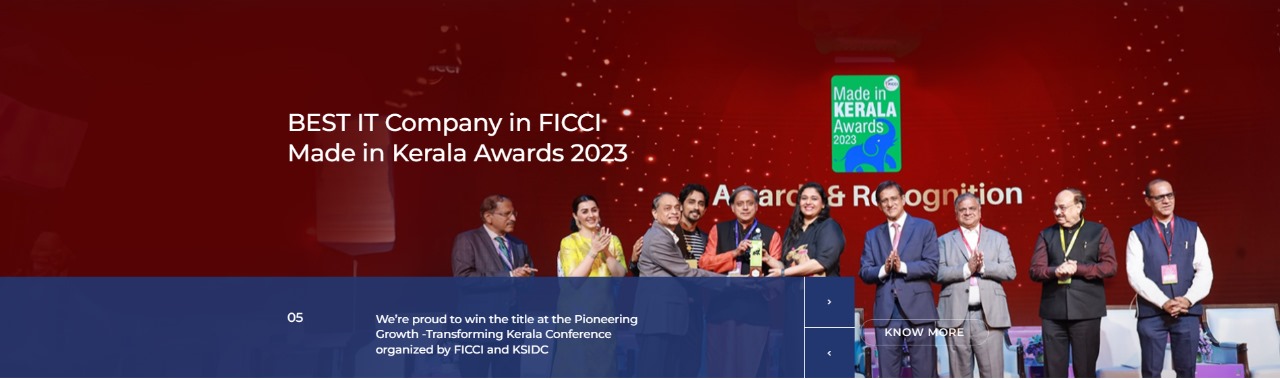 BEST IT Company in FICCI
Made in Kerala Awards 2023
Made in
KERALA
Awards
2023
Awards & Recognition
05
We're proud to win the title at the Pioneering
Growth -Transforming Kerala Conference
organized by FICCI and KSIDC
KNOW MORE